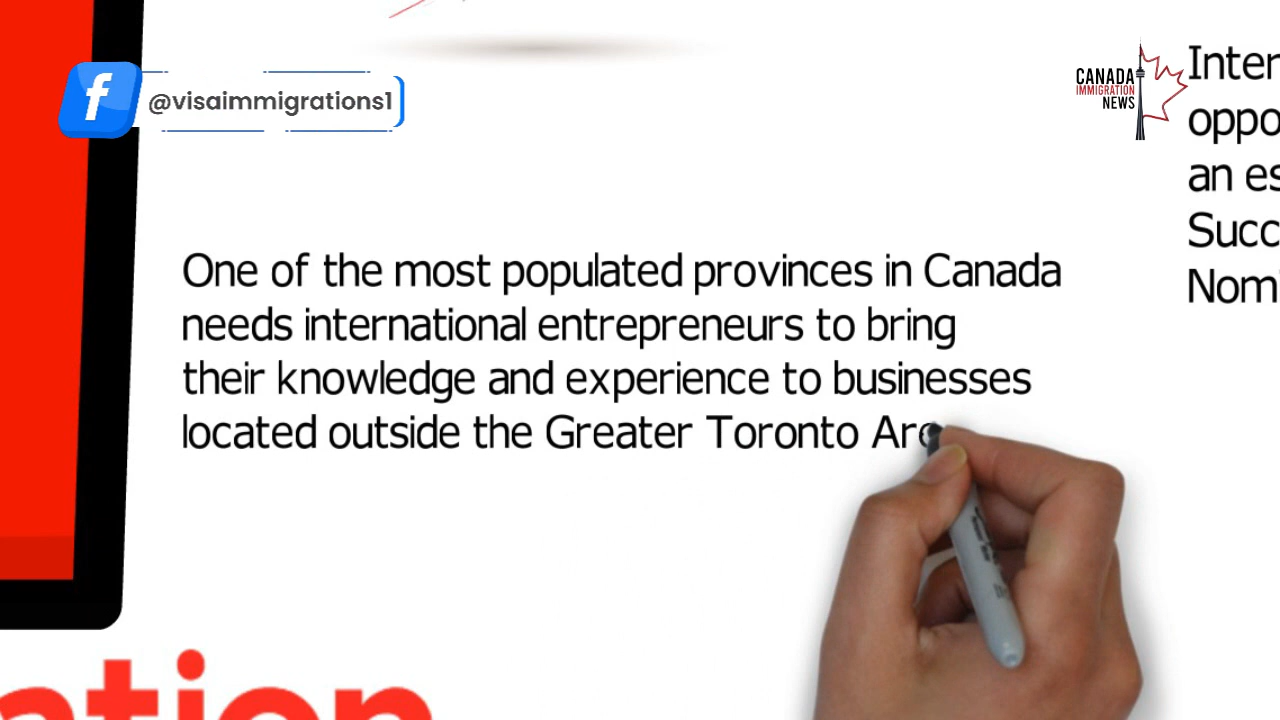 @visaimmigrations1
CANADA
IMMIGRATION
NEWS
One of the most populated provinces in Canada
needs international entrepreneurs to bring
their knowledge and experience to businesses
located outside the Greater Toronto
an